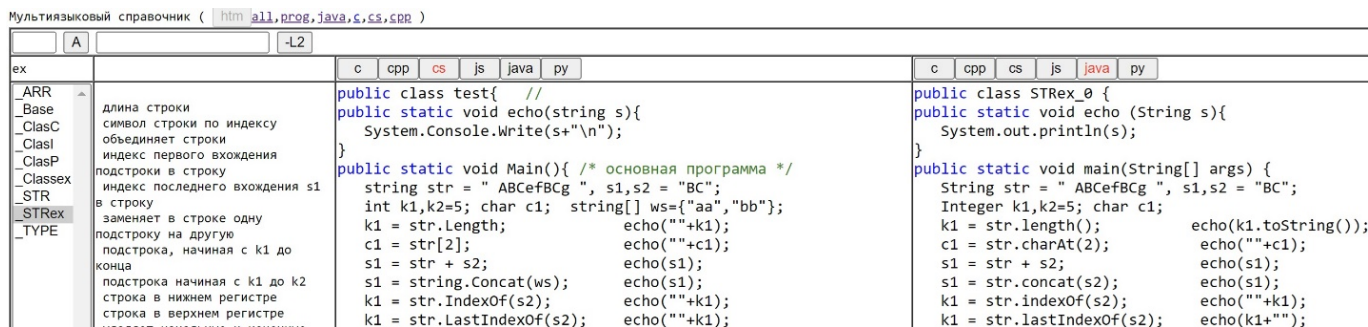 Мультиязыковый справочник ( htm all,prog,java,c,cs,cpp )
A -L2
ex
c cpp cs js java py
c cpp cs js java py
_ARR
_Base
_ClasC
_ClasI
_ClasP
_Classex
_STR
_STRex
_TYPE
длина строки
символ строки по индексу
объединяет строки
индекс первого вхождения
подстроки в строку
индекс последнего вхождения s1
в строку
заменяет в строке одну
подстроку на другую
подстрока, начиная с k1 до
конца
подстрока начиная с k1 до k2
строка в нижнем регистре
строка в верхнем регистре
public class test{ //
public static void echo(string s){
System.Console.Write(s+"\n");
}
public static void Main(){ /* основная программа */
string str = " ABCefBCg ", s1,s2 = "BC";
int k1,k2=5; char c1; string[] ws={"aa","bb"};
k1 = str.Length; echo(""+k1);
c1 = str[2]; echo(""+c1);
s1 = str + s2; echo(s1);
s1 = string.Concat(ws); echo(s1);
k1 = str.IndexOf(s2); echo(""+k1);
k1 = str.LastIndexOf(s2); echo(""+k1);
public class STRex_0 {
public static void echo (String s){
System.out.println(s);
}
public static void main(String[] args) {
String str = " ABCefBCg ", s1,s2 = "BC";
Integer k1,k2=5; char c1;
k1 = str.length(); echo(k1.toString());
c1 = str.charAt(2); echo(""+c1);
s1 = str + s2; echo(s1);
s1 = str.concat(s2); echo(s1);
k1 = str.indexOf(s2); echo(""+k1);
k1 = str.lastIndexOf(s2); echo(k1+"");